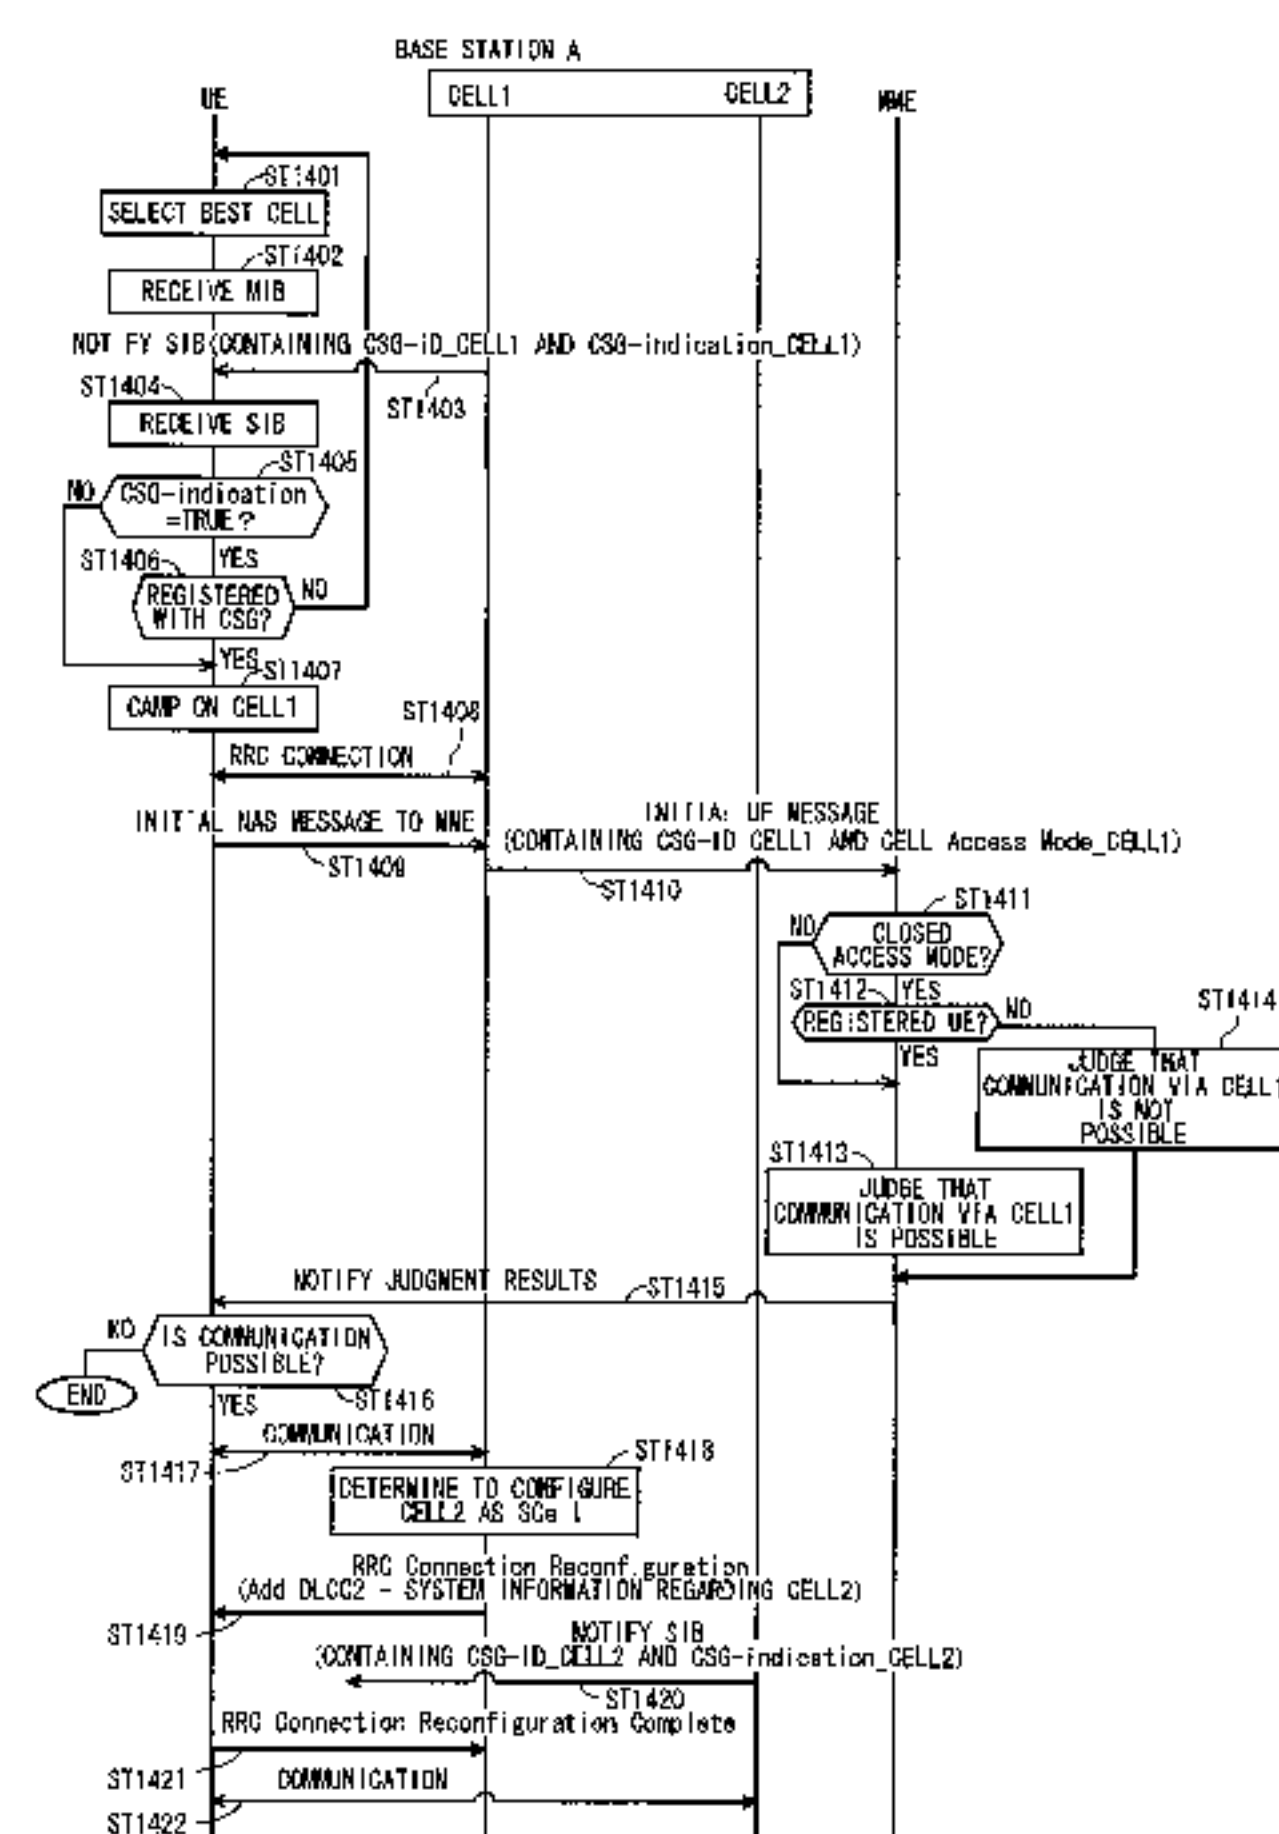 BASE STATION A
UE
CELL1
CELL2
MME
ST1401
SELECT BEST CELL
ST1402
RECEIVE MIB
NOT FY SIB(CONTAINING CSG-iD_CELL1 AND CSG-indication_CELL1)
ST1403
ST1404
RECEIVE SIB
ST1405
NO
CSG-indication
=TRUE?
ST1406
YES
REGISTERED
WITH CSG?
NO
YES
ST1407
CAMP ON CELL1
ST1408
RRC CONNECTION
INITIAL NAS MESSAGE TO MME
ST1409
INITIAL UE MESSAGE
(CONTAINING CSG-ID CELL1 AND CELL Access Mode_CELL1)
ST1410
ST1411
NO
CLOSED
ACCESS MODE?
ST1412
YES
REGISTERED UE?
NO
YES
ST1414
JUDGE THAT
COMMUNICATION VIA CELL1
IS NOT
POSSIBLE
ST1413
JUDGE THAT
COMMUNICATION VIA CELL1
IS POSSIBLE
NOTIFY JUDGMENT RESULTS
ST1415
NO
IS COMMUNICATION
POSSIBLE?
END
ST1416
YES
COMMUNICATION
ST1417
ST1418
DETERMINE TO CONFIGURE
CELL2 AS SCe l
RRC Connection Reconf.guration
(Add DLCC2 - SYSTEM INFORMATION REGARDING CELL2)
ST1419
NOTIFY SIB
(CONTAINING CSG-ID_CELL2 AND CSG-indication_CELL2)
ST1420
RRC Connection Reconfiguration Complete
ST1421
COMMUNICATION
ST1422